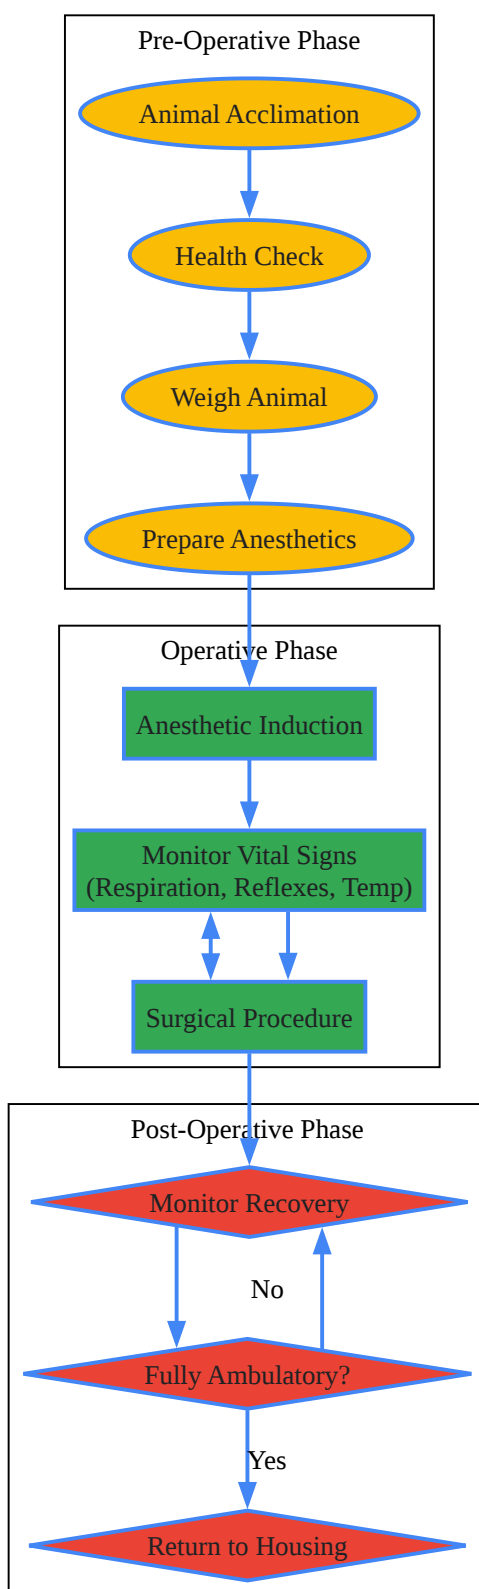 Pre-Operative Phase
Animal Acclimation
Health Check
Weigh Animal
Prepare Anesthetics
Operative Phase
Anesthetic Induction
Monitor Vital Signs
(Respiration, Reflexes, Temp)
Surgical Procedure
Post-Operative Phase
Monitor Recovery
No
Fully Ambulatory?
Yes
Return to Housing